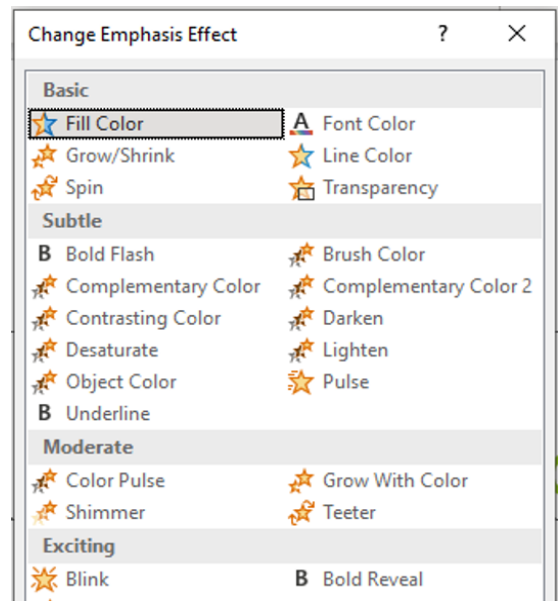 Change Emphasis Effect ? ×
Basic
Fill Color A Font Color
Grow/Shrink Line Color
Spin Transparency
Subtle
B Bold Flash Brush Color
Complementary Color Complementary Color 2
Contrasting Color Darken
Desaturate Lighten
Object Color Pulse
B Underline
Moderate
Color Pulse Grow With Color
Shimmer Teeter
Exciting
Blink B Bold Reveal